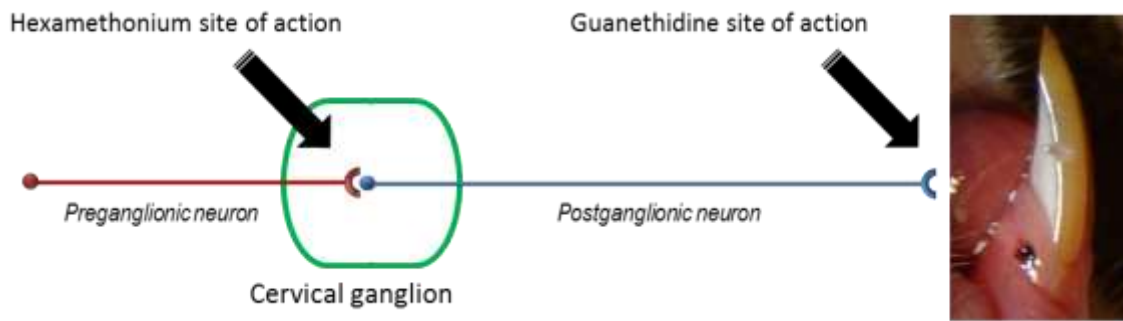 Hexamethonium site of action
Guanethidine site of action
Preganglionic neuron
Postganglionic neuron
Cervical ganglion